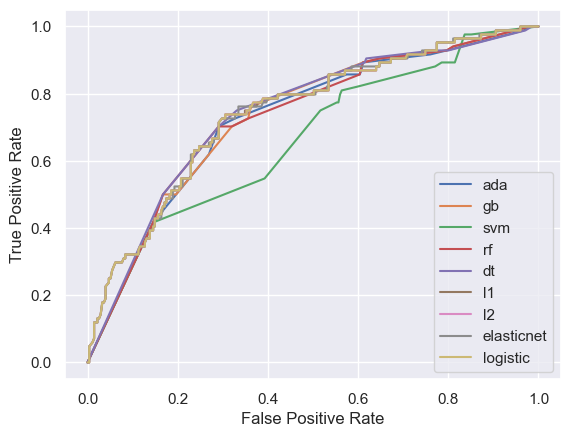 1.0
0.8
0.6
0.4
0.2
0.0
True Positive Rate
ada
gb
svm
rf
dt
l1
l2
elasticnet
logistic
0.0 0.2 0.4 0.6 0.8 1.0
False Positive Rate